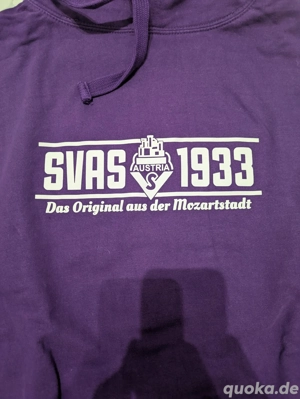 SVAS AUSTRIA S 1933
Das Original aus der Mozartstadt
quoka.de